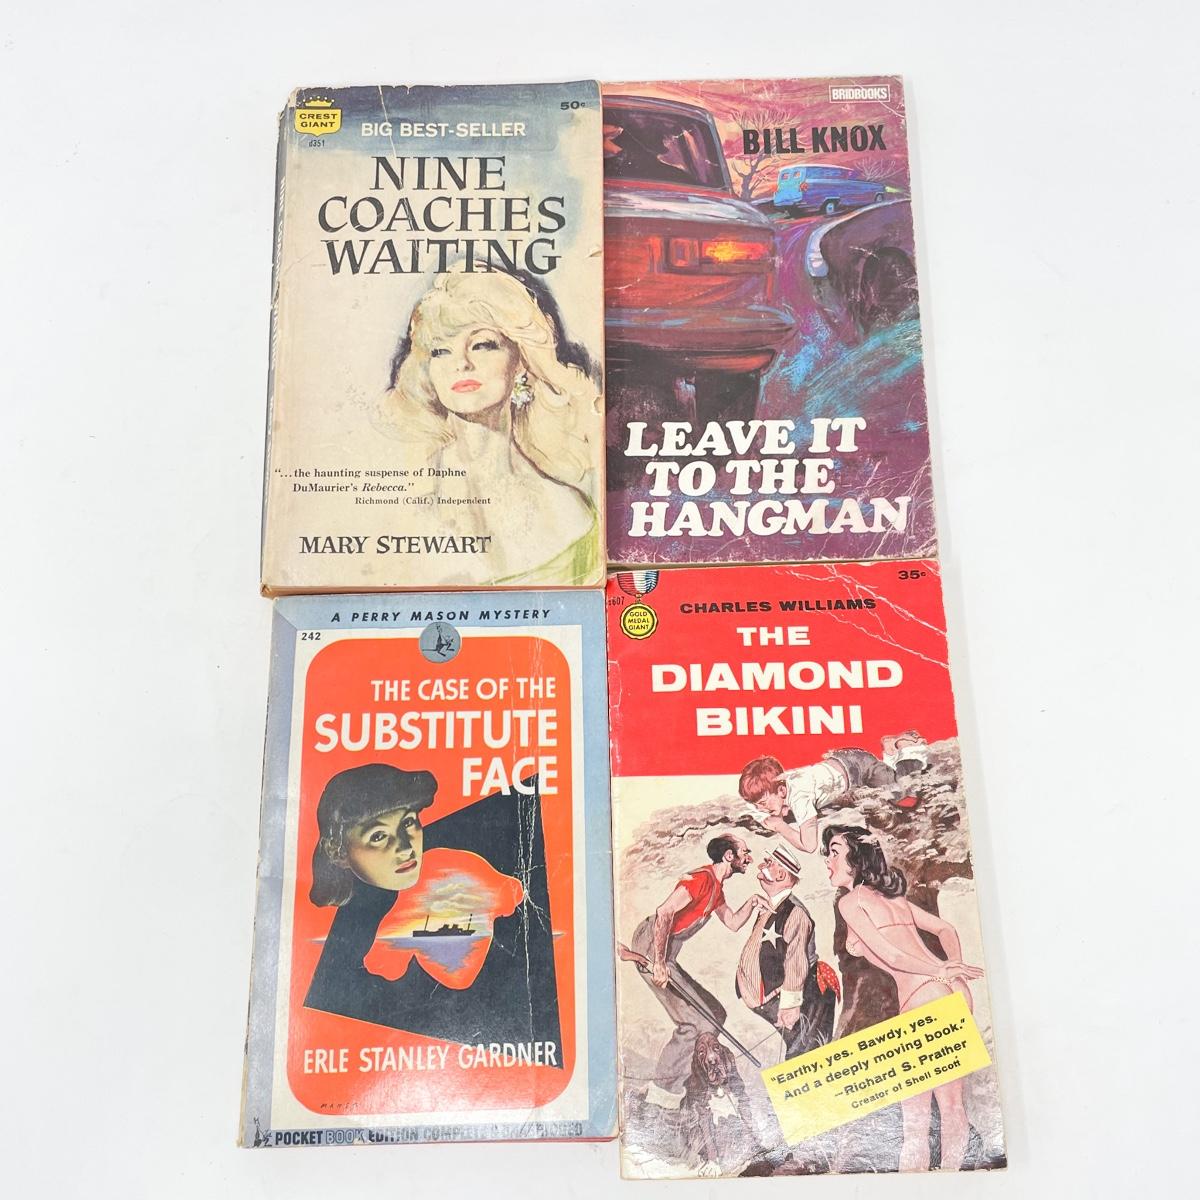 CREST
GIANT
d351
50¢
BIG BEST-SELLER
NINE
COACHES
WAITING
"...the haunting suspense of Daphne
DuMaurier's Rebecca."
Richmond (Calif.) Independent
MARY STEWART
BRIDBOOKS
BILL KNOX
LEAVE IT
TO THE
HANGMAN
A PERRY MASON MYSTERY
242
THE CASE OF THE
SUBSTITUTE
FACE
ERLE STANLEY GARDNER
POCKET BOOK EDITION COMPLETE & UNABRIDGED
35¢
GOLD
MEDAL
GIANT
CHARLES WILLIAMS
THE
DIAMOND
BIKINI
"Earthy, yes. Bawdy, yes.
And a deeply moving book."
—Richard S. Prather
Creator of Shell Scott